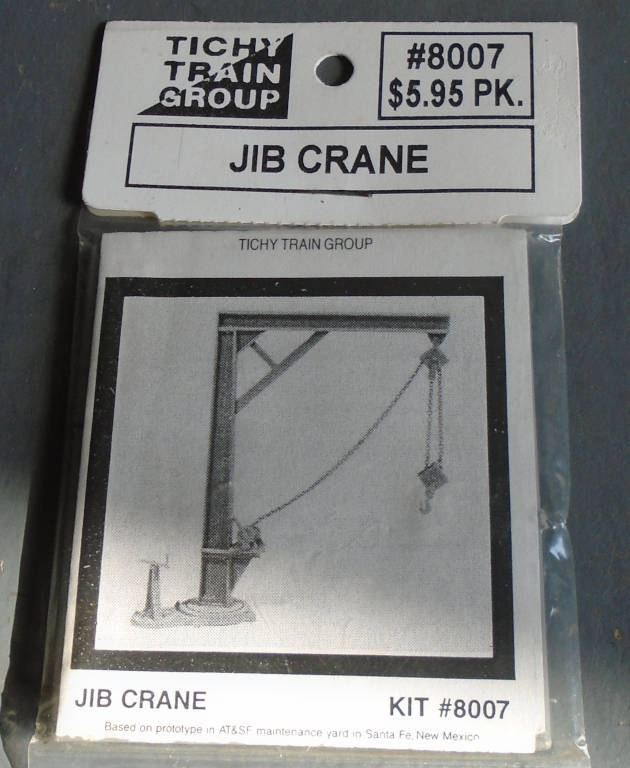 TICHY
TRAIN
GROUP
#8007
$5.95 PK.
JIB CRANE
TICHY TRAIN GROUP
JIB CRANE
KIT #8007
Based on prototype in AT&SF maintenance yard in Santa Fe, New Mexico